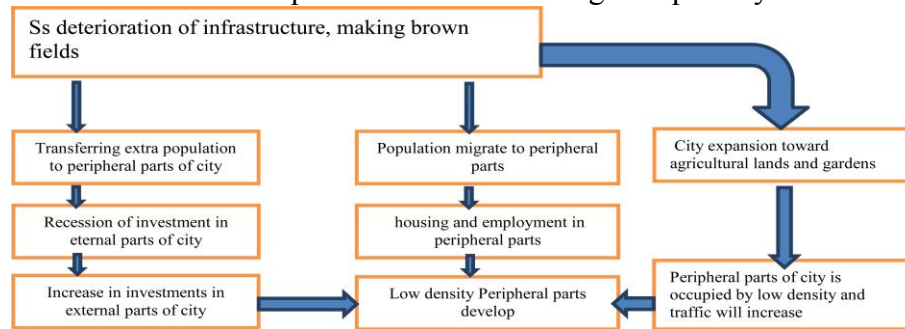 Ss deterioration of infrastructure, making brown
fields
Transferring extra population
to peripheral parts of city
Population migrate to peripheral
parts
City expansion toward
agricultural lands and gardens
Recession of investment in
eternal parts of city
housing and employment in
peripheral parts
Increase in investments in
external parts of city
Low density Peripheral parts
develop
Peripheral parts of city is
occupied by low density and
traffic will increase